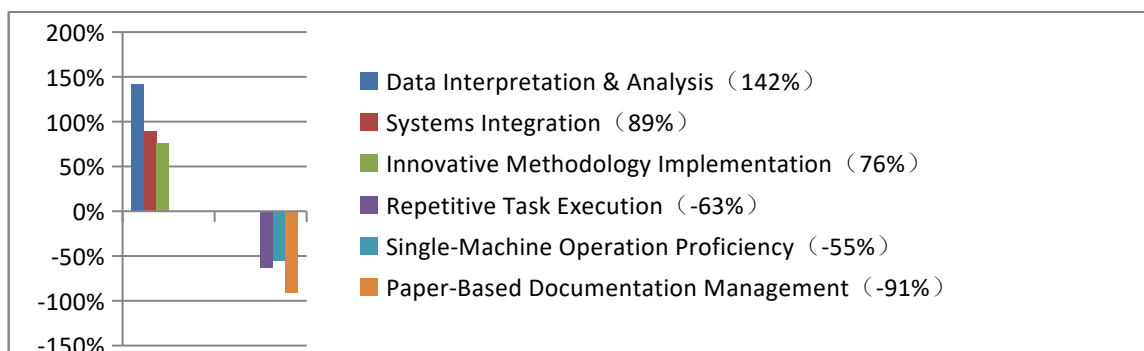 200%
150%
100%
50%
0%
-50%
-100%
-150%
Data Interpretation & Analysis（142%）
Systems Integration（89%）
Innovative Methodology Implementation（76%）
Repetitive Task Execution（-63%）
Single-Machine Operation Proficiency（-55%）
Paper-Based Documentation Management（-91%）